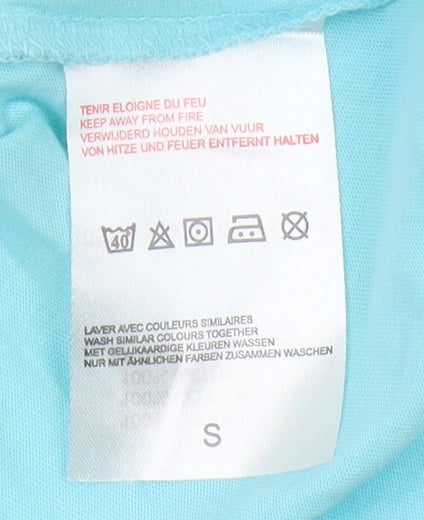 TENIR ELOIGNE DU FEU
KEEP AWAY FROM FIRE
VERWIJDERD HOUDEN VAN VUUR
VON HITZE UND FEUER ENTFERNT HALTEN
40
LAVER AVEC COULEURS SIMILAIRES
WASH SIMILAR COLOURS TOGETHER
MET GELIJKAARDIGE KLEUREN WASSEN
NUR MIT ÄHNLICHEN FARBEN ZUSAMMEN WASCHEN
S